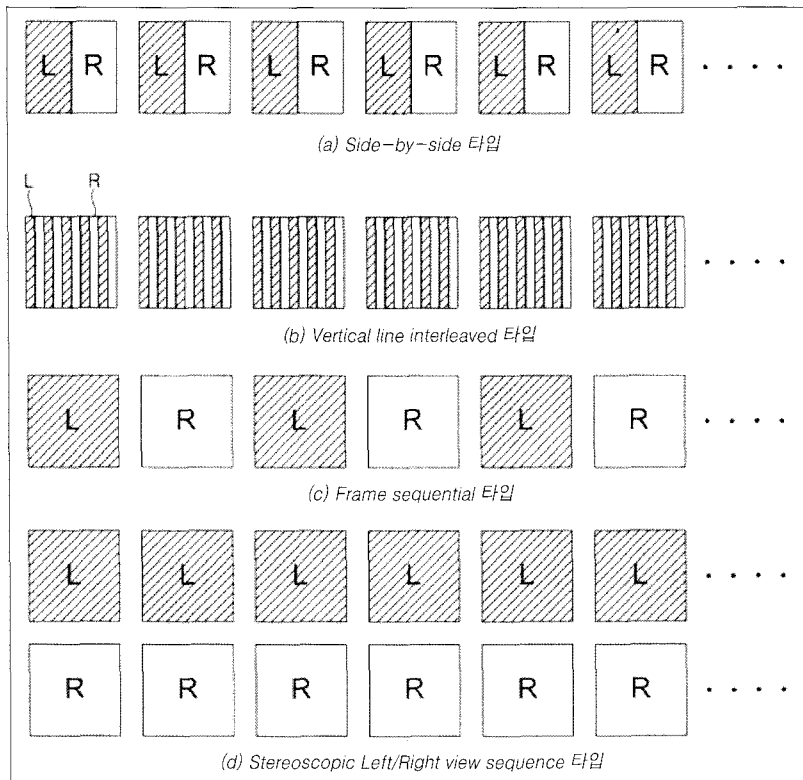 L R L R L R L R L R L R
(a) Side-by-side 타입
L R
(b) Vertical line interleaved 타입
L R L R L R
(c) Frame sequential 타입
L L L L L L
R R R R R R
(d) Stereoscopic Left/Right view sequence 타입